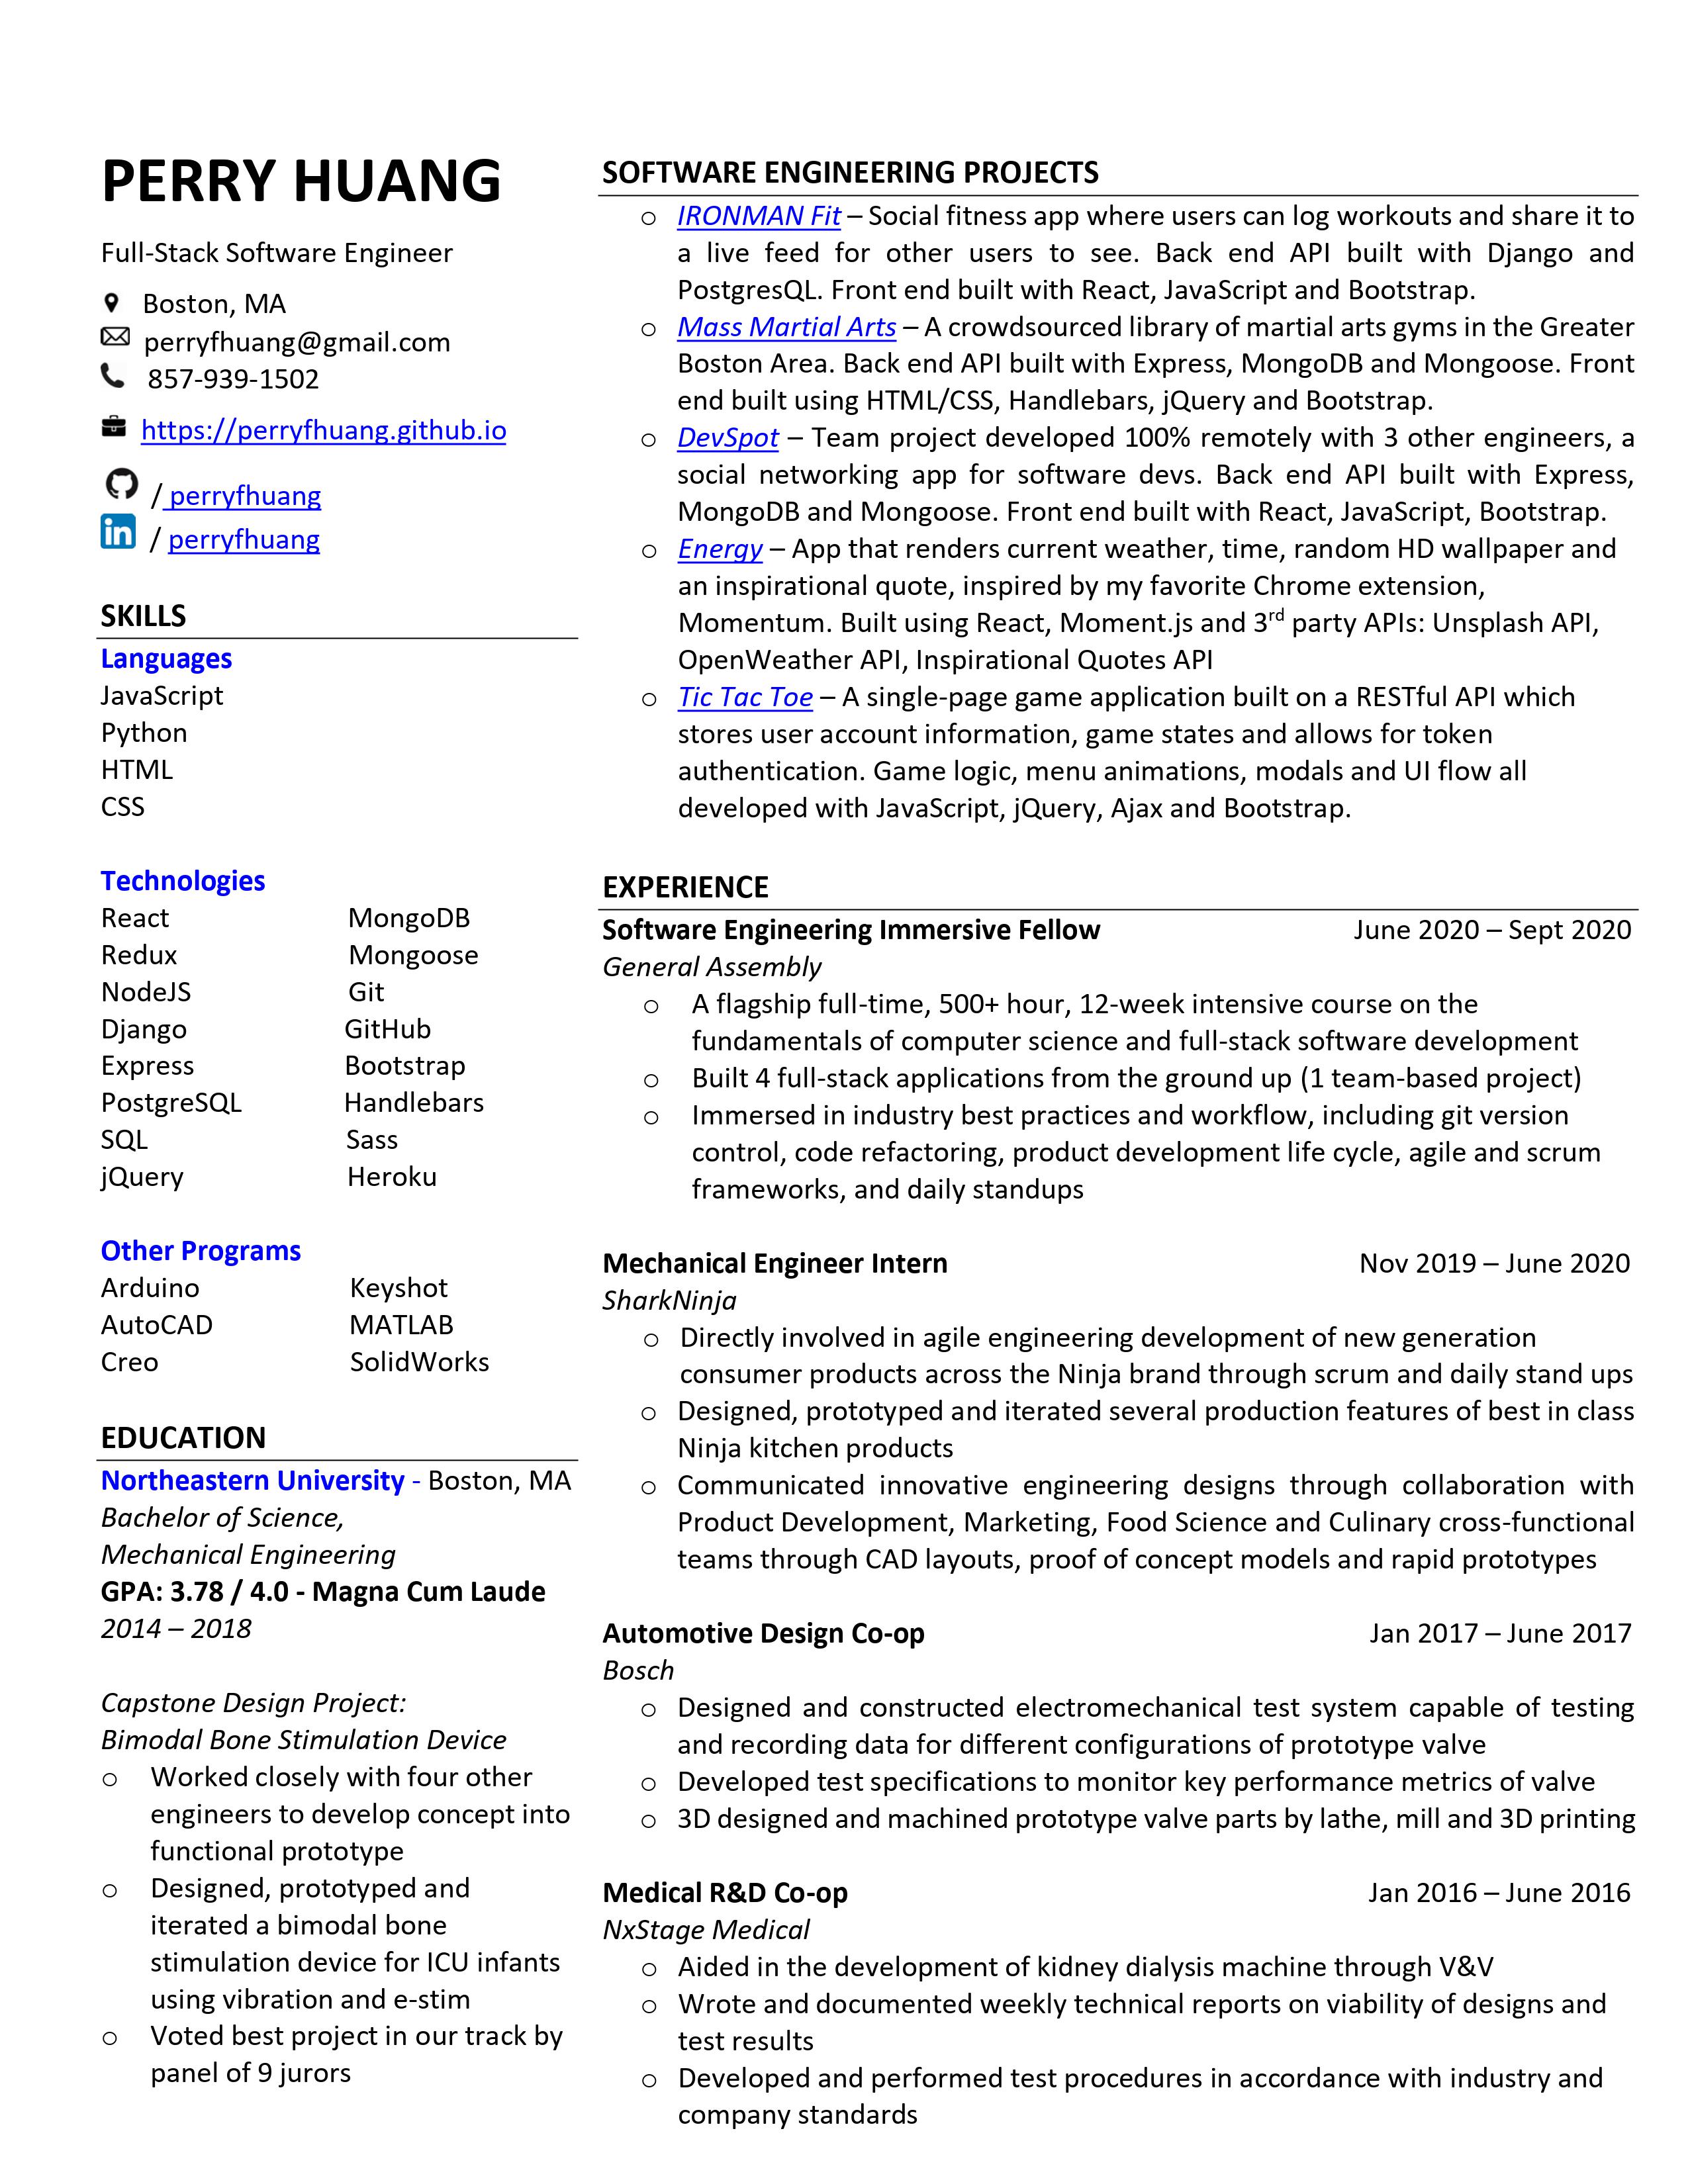 PERRY HUANG
Full-Stack Software Engineer
Boston, MA
perryfhuang@gmail.com
857-939-1502
https://perryfhuang.github.io
/ perryfhuang
in / perryfhuang
SKILLS
Languages
JavaScript
Python
HTML
CSS
Technologies
React MongoDB
Redux Mongoose
NodeJS Git
Django GitHub
Express Bootstrap
PostgreSQL Handlebars
SQL Sass
jQuery Heroku
Other Programs
Arduino Keyshot
AutoCAD MATLAB
Creo SolidWorks
EDUCATION
Northeastern University - Boston, MA
Bachelor of Science,
Mechanical Engineering
GPA: 3.78 / 4.0 - Magna Cum Laude
2014 – 2018
Capstone Design Project:
Bimodal Bone Stimulation Device
o Worked closely with four other
engineers to develop concept into
functional prototype
o Designed, prototyped and
iterated a bimodal bone
stimulation device for ICU infants
using vibration and e-stim
o Voted best project in our track by
panel of 9 jurors
SOFTWARE ENGINEERING PROJECTS
o IRONMAN Fit – Social fitness app where users can log workouts and share it to
a live feed for other users to see. Back end API built with Django and
PostgresQL. Front end built with React, JavaScript and Bootstrap.
o Mass Martial Arts – A crowdsourced library of martial arts gyms in the Greater
Boston Area. Back end API built with Express, MongoDB and Mongoose. Front
end built using HTML/CSS, Handlebars, jQuery and Bootstrap.
o DevSpot – Team project developed 100% remotely with 3 other engineers, a
social networking app for software devs. Back end API built with Express,
MongoDB and Mongoose. Front end built with React, JavaScript, Bootstrap.
o Energy – App that renders current weather, time, random HD wallpaper and
an inspirational quote, inspired by my favorite Chrome extension,
Momentum. Built using React, Moment.js and 3rd party APIs: Unsplash API,
OpenWeather API, Inspirational Quotes API
o Tic Tac Toe – A single-page game application built on a RESTful API which
stores user account information, game states and allows for token
authentication. Game logic, menu animations, modals and UI flow all
developed with JavaScript, jQuery, Ajax and Bootstrap.
EXPERIENCE
Software Engineering Immersive Fellow June 2020 – Sept 2020
General Assembly
o A flagship full-time, 500+ hour, 12-week intensive course on the
fundamentals of computer science and full-stack software development
o Built 4 full-stack applications from the ground up (1 team-based project)
o Immersed in industry best practices and workflow, including git version
control, code refactoring, product development life cycle, agile and scrum
frameworks, and daily standups
Mechanical Engineer Intern Nov 2019 – June 2020
SharkNinja
o Directly involved in agile engineering development of new generation
consumer products across the Ninja brand through scrum and daily stand ups
o Designed, prototyped and iterated several production features of best in class
Ninja kitchen products
o Communicated innovative engineering designs through collaboration with
Product Development, Marketing, Food Science and Culinary cross-functional
teams through CAD layouts, proof of concept models and rapid prototypes
Automotive Design Co-op Jan 2017 – June 2017
Bosch
o Designed and constructed electromechanical test system capable of testing
and recording data for different configurations of prototype valve
o Developed test specifications to monitor key performance metrics of valve
o 3D designed and machined prototype valve parts by lathe, mill and 3D printing
Medical R&D Co-op Jan 2016 – June 2016
NxStage Medical
o Aided in the development of kidney dialysis machine through V&V
o Wrote and documented weekly technical reports on viability of designs and
test results
o Developed and performed test procedures in accordance with industry and
company standards